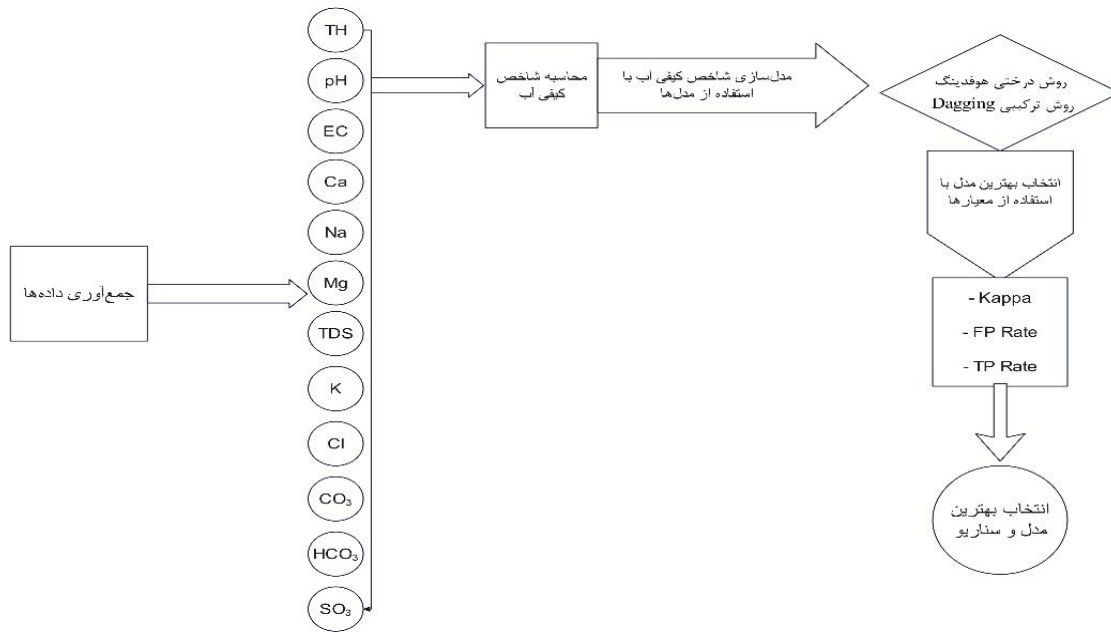 جمع‌آوری داده‌ها
TH
pH
EC
Ca
Na
Mg
TDS
K
Cl
CO₃
HCO₃
SO₃
محاسبه شاخص
کیفی آب
مدل‌سازی شاخص کیفی آب با
استفاده از مدل‌ها
روش درختی هوفدینگ
روش ترکیبی Dagging
انتخاب بهترین مدل با
استفاده از معیارها
- Kappa
- FP Rate
- TP Rate
انتخاب بهترین
مدل و سناریو